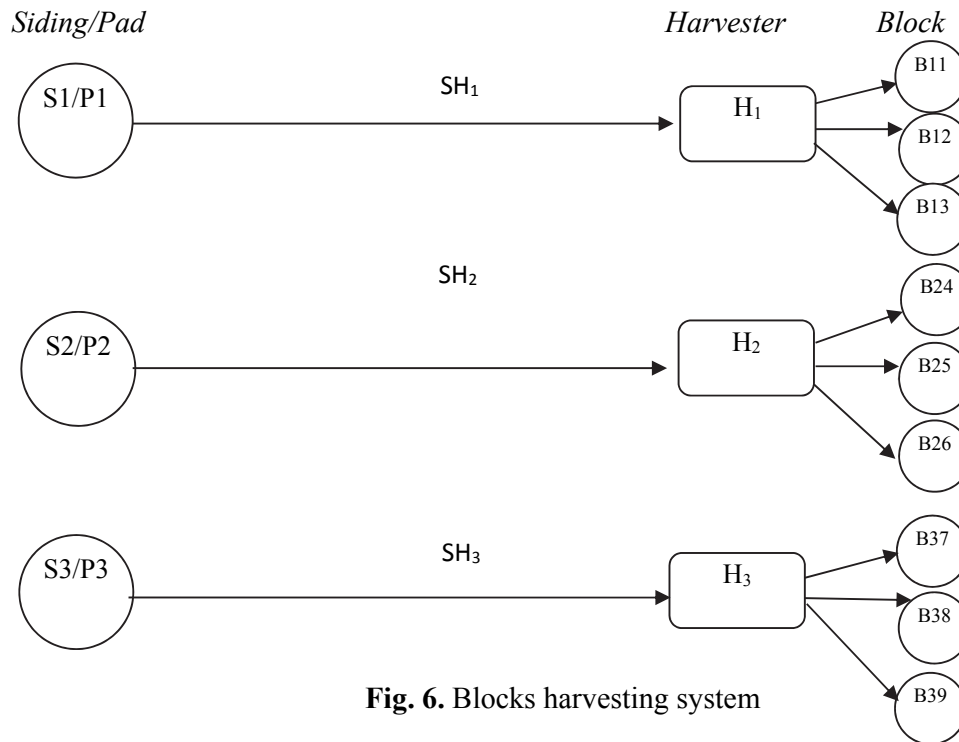 Siding/Pad Harvester Block
S1/P1 SH₁ H₁ B11
B12
B13
S2/P2 SH₂ H₂ B24
B25
B26
S3/P3 SH₃ H₃ B37
B38
B39
Fig. 6. Blocks harvesting system